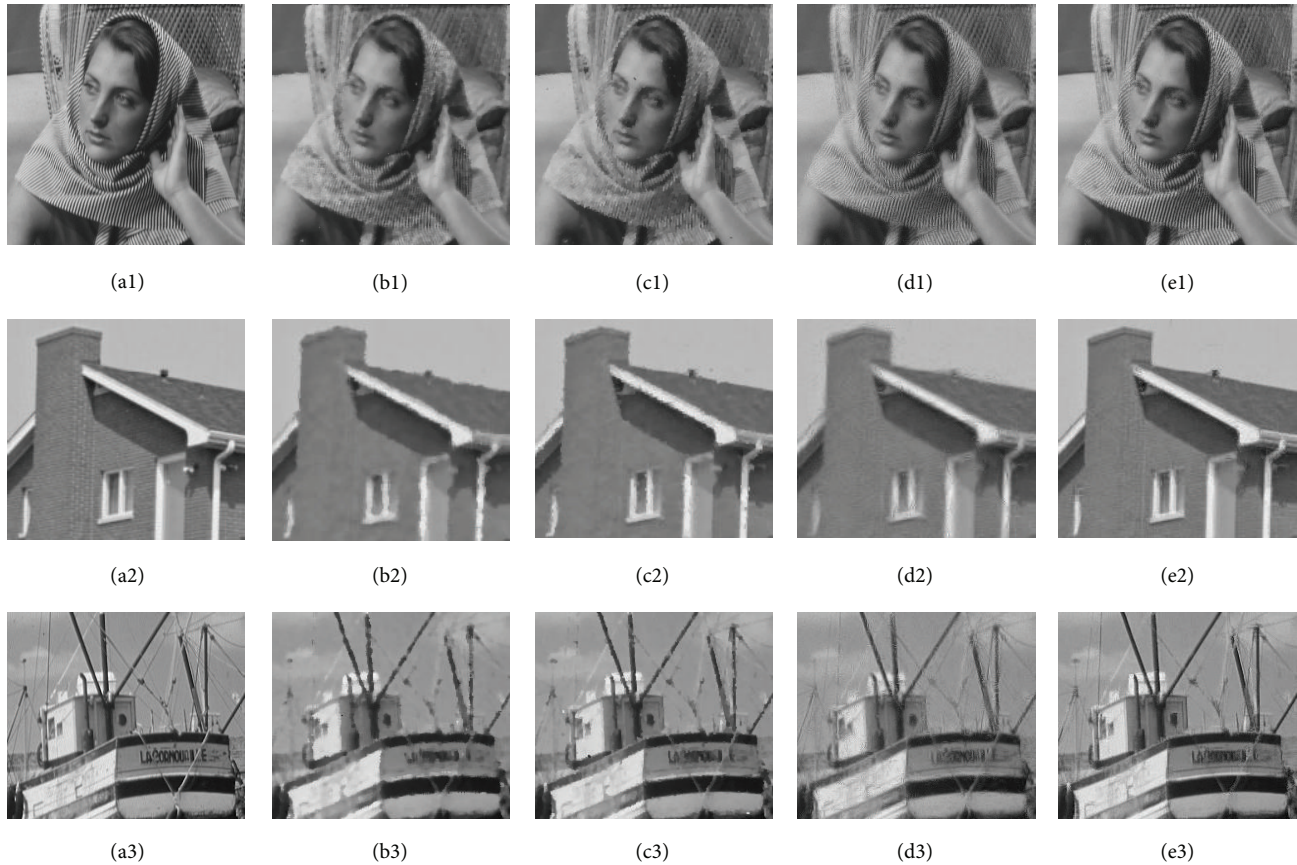 (a1) (b1) (c1) (d1) (e1)
(a2) (b2) (c2) (d2) (e2)
(a3) (b3) (c3) (d3) (e3)